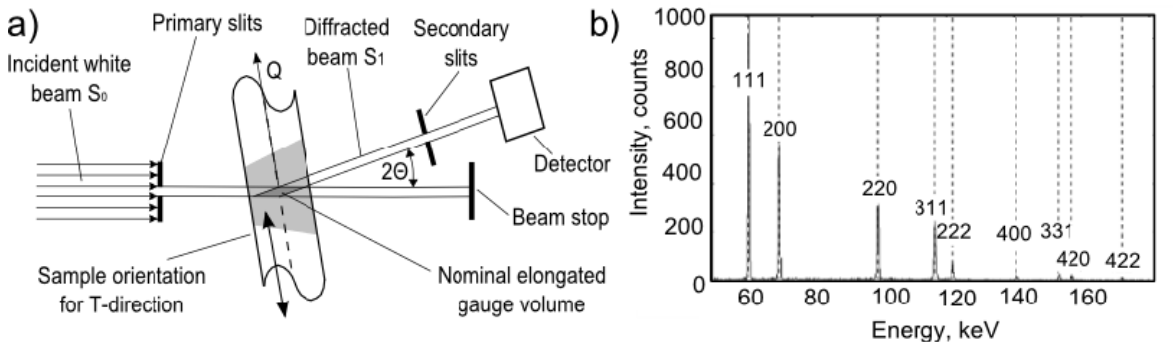 a)
Primary slits
Incident white
beam S₀
Q
Diffracted
beam S₁
Secondary
slits
2Θ
Detector
Beam stop
Sample orientation
for T-direction
Nominal elongated
gauge volume
b)
Intensity, counts
1000
800
600
400
200
0
111
200
220
311
222
400
331
420
422
60 80 100 120 140 160
Energy, keV